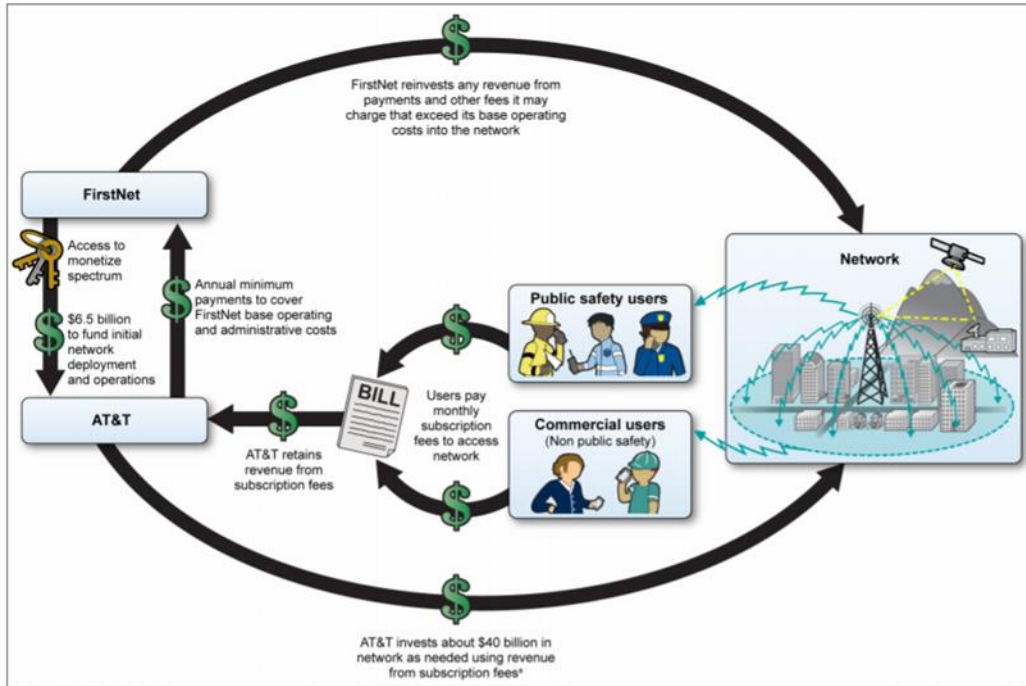 FirstNet reinvests any revenue from
payments and other fees it may
charge that exceed its base operating
costs into the network
FirstNet
Access to
monetize
spectrum
$6.5 billion
to fund initial
network
deployment
and operations
Annual minimum
payments to cover
FirstNet base operating
and administrative costs
AT&T
AT&T retains
revenue from
subscription fees
BILL
Users pay
monthly
subscription
fees to access
network
Public safety users
Commercial users
(Non public safety)
Network
AT&T invests about $40 billion in
network as needed using revenue
from subscription feesᵃ
$
$
$
$
$
$
$